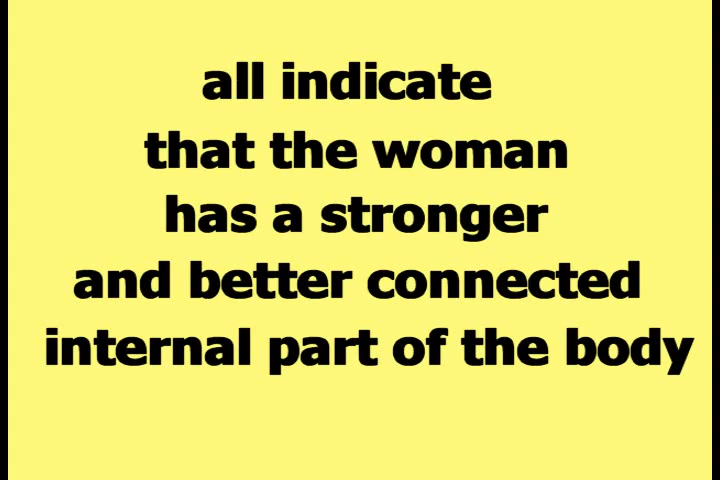 all indicate
that the woman
has a stronger
and better connected
internal part of the body